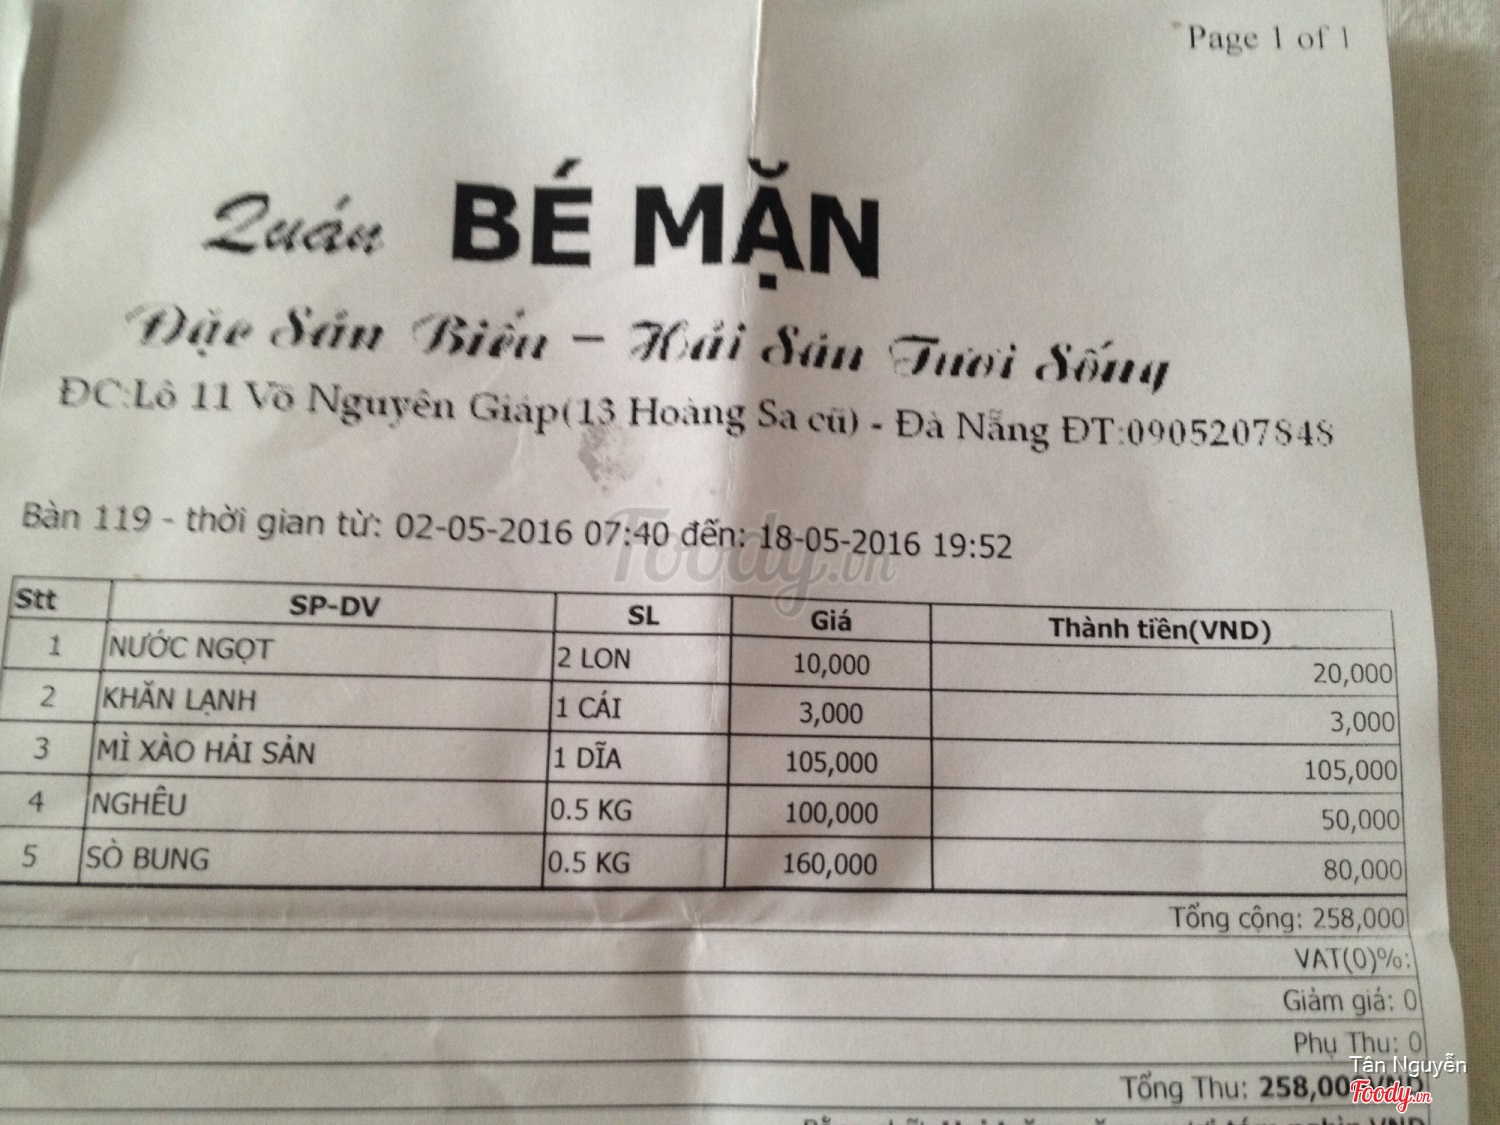 Page 1 of 1
Quán BÉ MẶN
Đặc Sản Biển - Hải Sản Tươi Sống
ĐC:Lô 11 Võ Nguyên Giáp(13 Hoàng Sa cũ) - Đà Nẵng ĐT:0905207848
Bàn 119 - thời gian từ: 02-05-2016 07:40 đến: 18-05-2016 19:52
Foody.vn
Stt SP-DV SL Giá Thành tiền(VND)
1 NƯỚC NGỌT 2 LON 10,000 20,000
2 KHĂN LẠNH 1 CÁI 3,000 3,000
3 MÌ XÀO HẢI SẢN 1 DĨA 105,000 105,000
4 NGHÊU 0.5 KG 100,000 50,000
5 SÒ BUNG 0.5 KG 160,000 80,000
Tổng cộng: 258,000
VAT(0)%:
Giảm giá: 0
Phụ Thu: 0
Tân Nguyễn
Tổng Thu: 258,000VND
Foody.vn